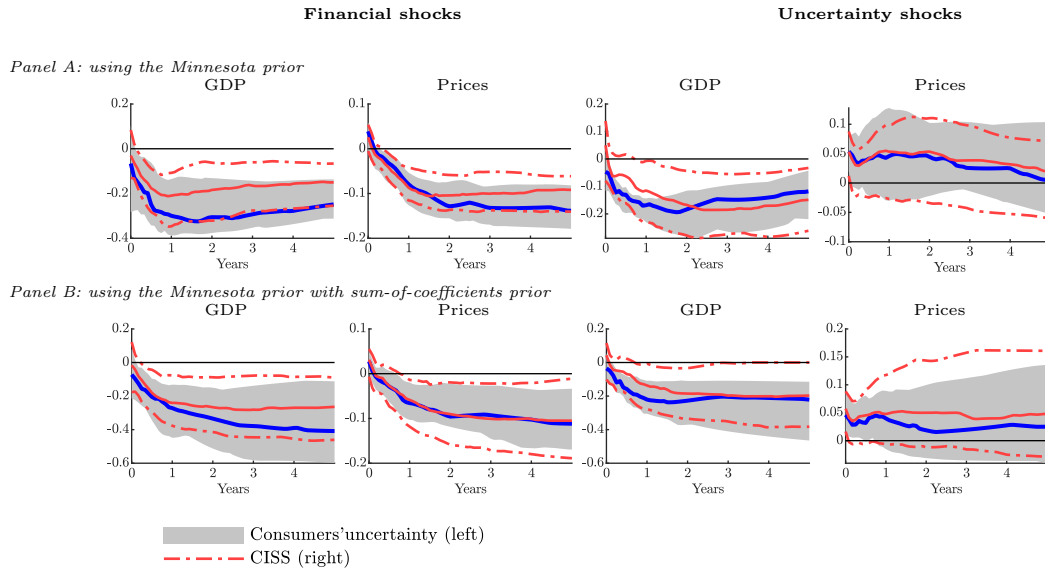 Financial shocks
Uncertainty shocks
Panel A: using the Minnesota prior
GDP
Prices
GDP
Prices
0.2
0
-0.2
-0.4
0 1 2 3 4
Years
0.1
0
-0.1
-0.2
0 1 2 3 4
Years
0.2
0.1
0
-0.1
-0.2
0 1 2 3 4
Years
0.1
0.05
0
-0.05
-0.1
0 1 2 3 4
Years
Panel B: using the Minnesota prior with sum-of-coefficients prior
GDP
Prices
GDP
Prices
0.2
0
-0.2
-0.4
-0.6
0 1 2 3 4
Years
0.1
0
-0.1
-0.2
0 1 2 3 4
Years
0.2
0
-0.2
-0.4
-0.6
0 1 2 3 4
Years
0.15
0.1
0.05
0
0 1 2 3 4
Years
Consumers'uncertainty (left)
CISS (right)